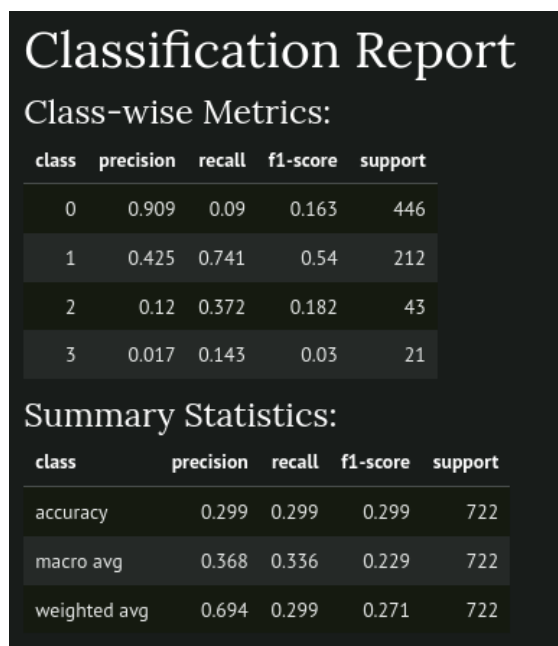 Classification Report
Class-wise Metrics:
class precision recall f1-score support
0 0.909 0.09 0.163 446
1 0.425 0.741 0.54 212
2 0.12 0.372 0.182 43
3 0.017 0.143 0.03 21
Summary Statistics:
class precision recall f1-score support
accuracy 0.299 0.299 0.299 722
macro avg 0.368 0.336 0.229 722
weighted avg 0.694 0.299 0.271 722